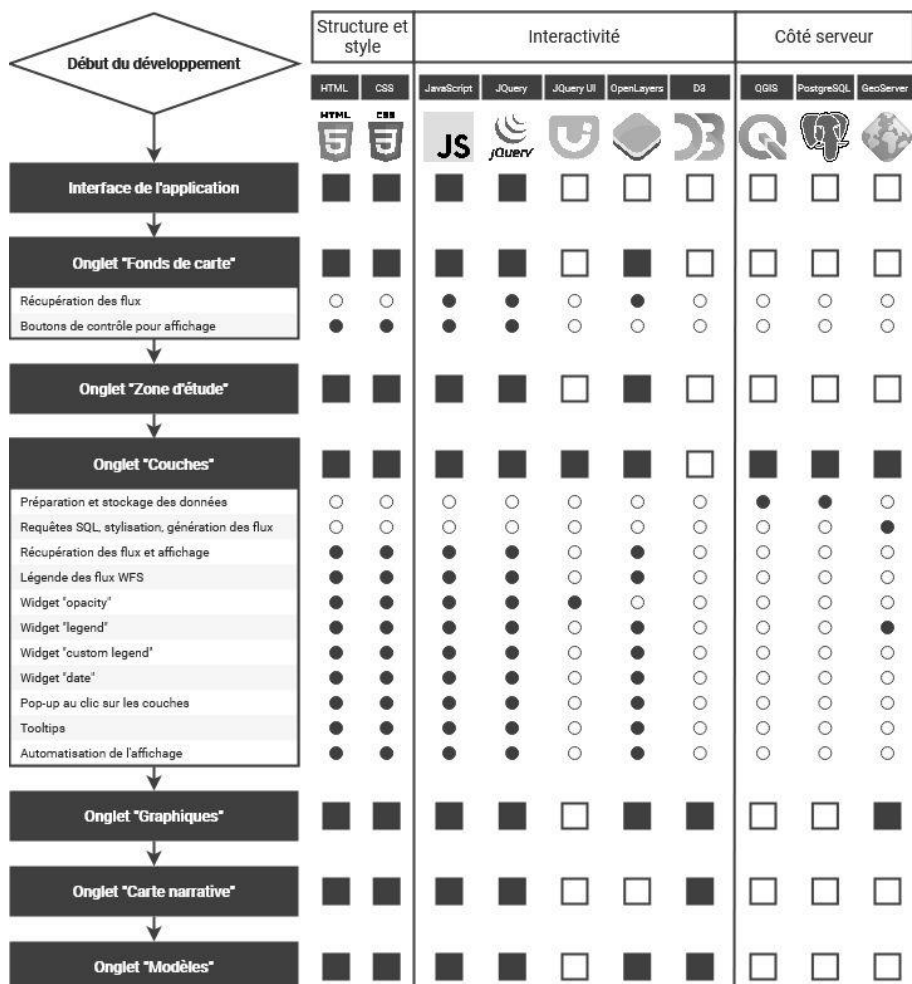 Début du développement
Structure et
style
Interactivité
Côté serveur
HTML
CSS
JavaScript
JQuery
JQuery UI
OpenLayers
D3
QGIS
PostgreSQL
GeoServer
HTML
5
CSS
3
JS
jQuery
Interface de l'application
Onglet "Fonds de carte"
Récupération des flux
Boutons de contrôle pour affichage
Onglet "Zone d'étude"
Onglet "Couches"
Préparation et stockage des données
Requêtes SQL, stylisation, génération des flux
Récupération des flux et affichage
Légende des flux WFS
Widget "opacity"
Widget "legend"
Widget "custom legend"
Widget "date"
Pop-up au clic sur les couches
Tooltips
Automatisation de l'affichage
Onglet "Graphiques"
Onglet "Carte narrative"
Onglet "Modèles"